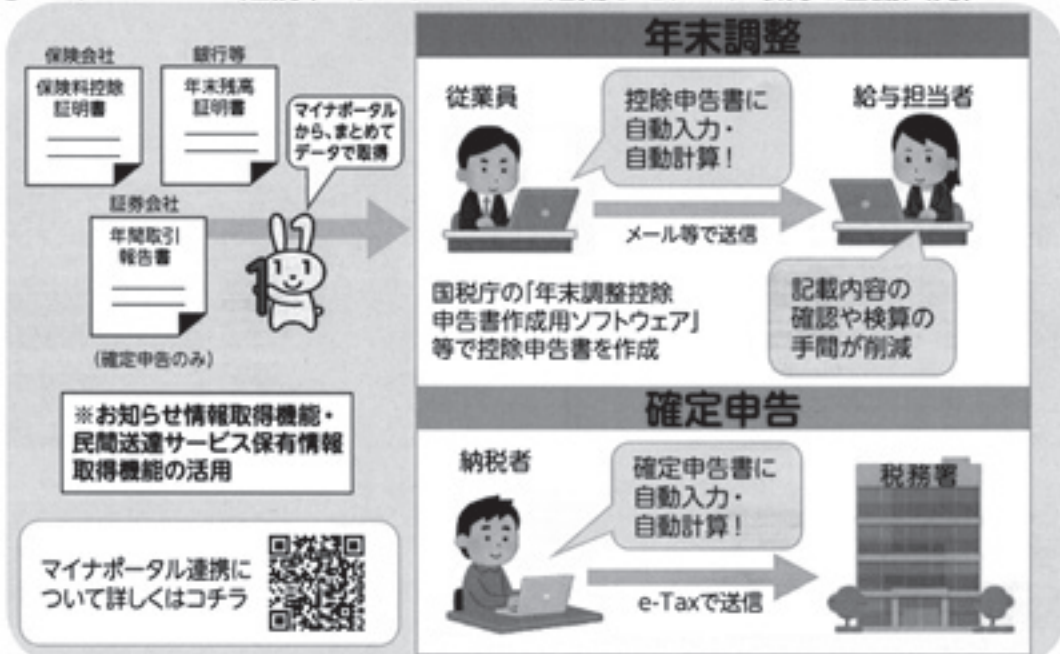 保険会社
保険料控除
証明書
銀行等
年末残高
証明書
マイナポータル
から、まとめて
データで取得
証券会社
年間取引
報告書
(確定申告のみ)
※お知らせ情報取得機能・
民間送達サービス保有情報
取得機能の活用
マイナポータル連携に
ついて詳しくはコチラ
年末調整
従業員
控除申告書に
自動入力・
自動計算!
給与担当者
メール等で送信
国税庁の「年末調整控除
申告書作成用ソフトウェア」
等で控除申告書を作成
記載内容の
確認や検算の
手間が削減
確定申告
納税者
確定申告書に
自動入力・
自動計算!
税務署
e-Taxで送信